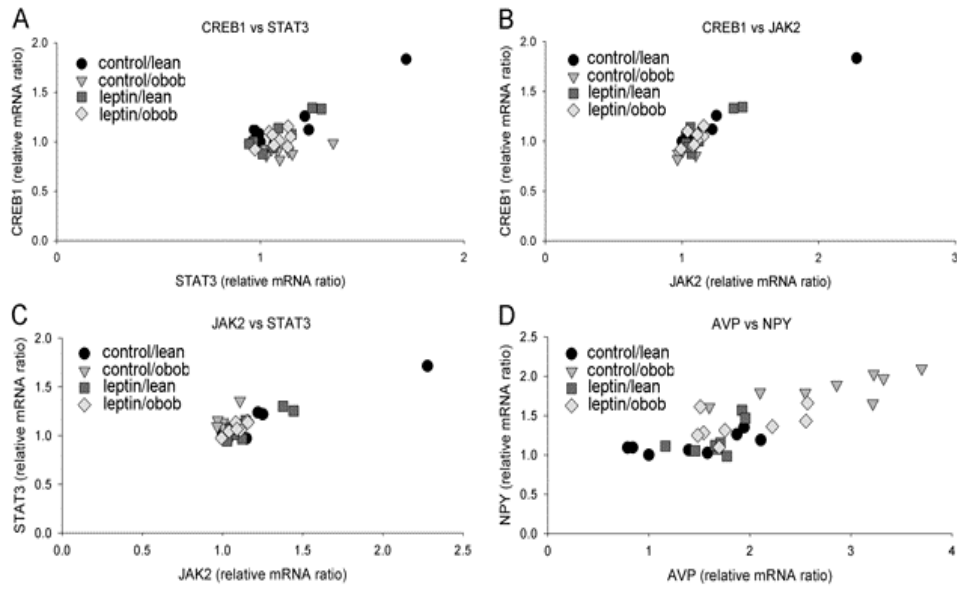 A
CREB1 vs STAT3
CREB1 (relative mRNA ratio)
2.0
1.5
1.0
0.5
0.0
control/lean
control/obob
leptin/lean
leptin/obob
0
1
2
STAT3 (relative mRNA ratio)
B
CREB1 vs JAK2
CREB1 (relative mRNA ratio)
2.0
1.5
1.0
0.5
0.0
control/lean
control/obob
leptin/lean
leptin/obob
0
1
2
3
JAK2 (relative mRNA ratio)
C
JAK2 vs STAT3
STAT3 (relative mRNA ratio)
2.0
1.5
1.0
0.5
0.0
control/lean
control/obob
leptin/lean
leptin/obob
0.0
0.5
1.0
1.5
2.0
2.5
JAK2 (relative mRNA ratio)
D
AVP vs NPY
NPY (relative mRNA ratio)
2.5
2.0
1.5
1.0
0.5
0.0
control/lean
control/obob
leptin/lean
leptin/obob
0
1
2
3
4
AVP (relative mRNA ratio)